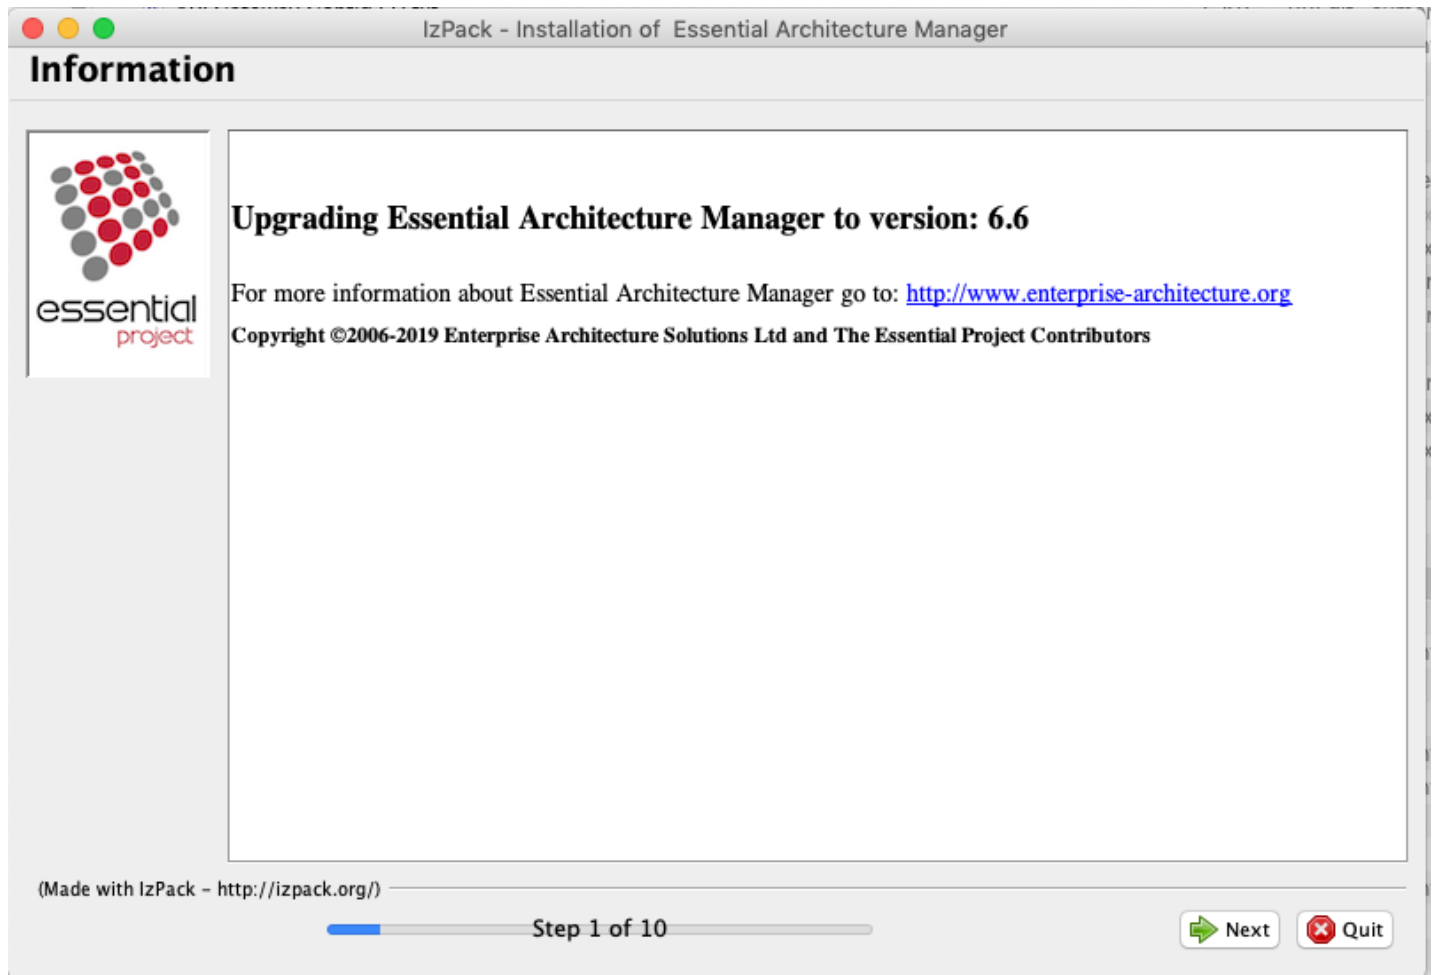 IzPack - Installation of Essential Architecture Manager
Information
essential
project
Upgrading Essential Architecture Manager to version: 6.6
For more information about Essential Architecture Manager go to: http://www.enterprise-architecture.org
Copyright ©2006-2019 Enterprise Architecture Solutions Ltd and The Essential Project Contributors
(Made with IzPack - http://izpack.org/)
Step 1 of 10
Next
Quit